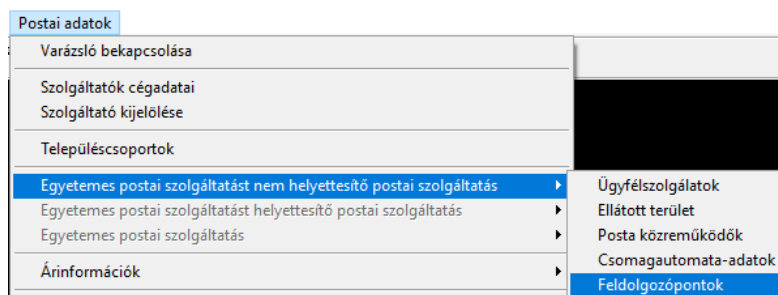 Postai adatok
Varázsló bekapcsolása
Szolgáltatók cégadatai
Szolgáltató kijelölése
Településcsoportok
Egyetemes postai szolgáltatást nem helyettesítő postai szolgáltatás
Egyetemes postai szolgáltatást helyettesítő postai szolgáltatás
Egyetemes postai szolgáltatás
Árinformációk
Ügyfélszolgálatok
Ellátott terület
Posta közreműködők
Csomagautomata-adatok
Feldolgozópontok